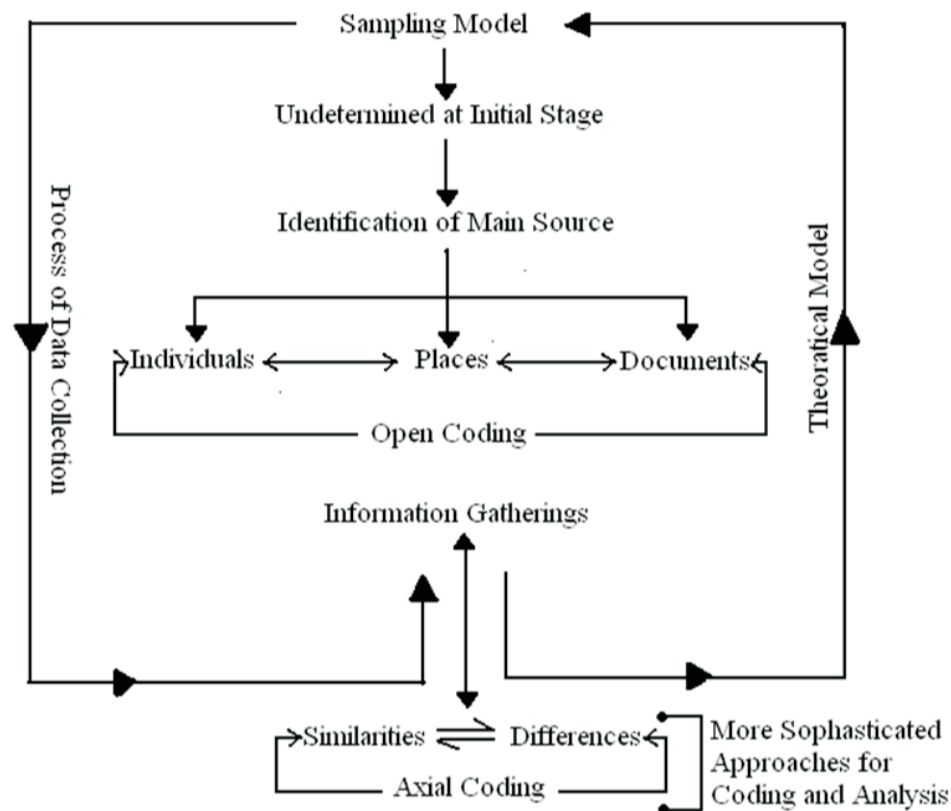 Sampling Model
Undetermined at Initial Stage
Identification of Main Source
Process of Data Collection
Theoratical Model
Individuals Places Documents
Open Coding
Information Gatherings
Similarities Differences
Axial Coding
More Sophasticated
Approaches for
Coding and Analysis